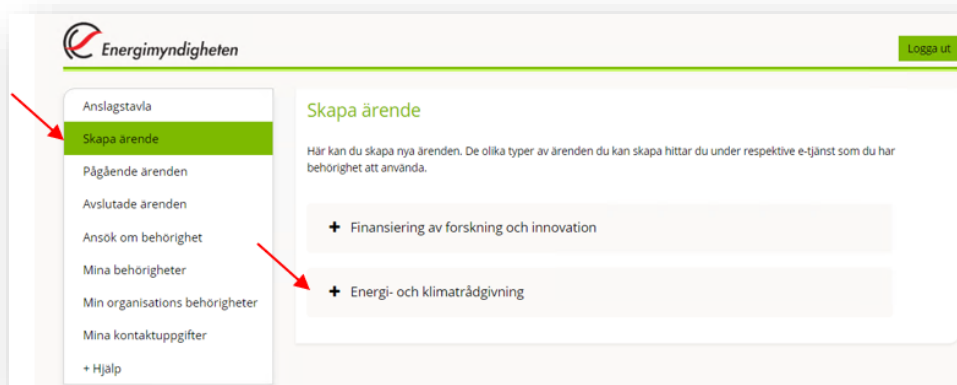 Energimyndigheten
Logga ut
Anslagstavla
Skapa ärende
Pågående ärenden
Avslutade ärenden
Ansök om behörighet
Mina behörigheter
Min organisations behörigheter
Mina kontaktuppgifter
+ Hjälp
Skapa ärende
Här kan du skapa nya ärenden. De olika typer av ärenden du kan skapa hittar du under respektive e-tjänst som du har
behörighet att använda.
+ Finansiering av forskning och innovation
+ Energi- och klimatrådgivning